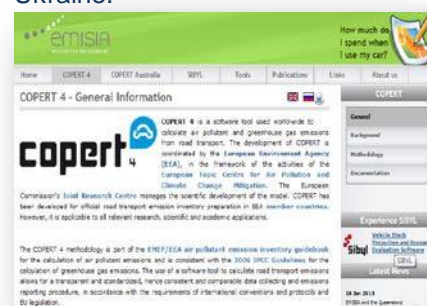 Ukraine.
emisia
How much do
I spend when
I use my car?
Home COPERT 4 COPERT Australia SIBYL Tools Publications Links About us
COPERT 4 - General Information
COPERT
General
Background
Methodology
Documentation
copert 4
COPERT 4 is a software tool used world-wide to
calculate air pollutant and greenhouse gas emissions
from road transport. The development of COPERT is
coordinated by the European Environment Agency
(EEA), in the framework of the activities of the
European Topic Centre for Air Pollution and
Climate Change Mitigation. The European
Commission's Joint Research Centre manages the scientific development of the model. COPERT has
been developed for official road transport emission inventory preparation in EEA member countries.
However, it is applicable to all relevant research, scientific and academic applications.
Experience SIBYL
Sibyl
Vehicle Stock
Projection and
Evaluation Software
SIBYL
Latest News
The COPERT 4 methodology is part of the EMEP/EEA air pollutant emission inventory guidebook
for the calculation of air pollutant emissions and is consistent with the 2006 IPCC Guidelines for the
calculation of greenhouse gas emissions. The use of a software tool to calculate road transport emissions
allows for a transparent and standardized, hence consistent and comparable data collecting and emissions
reporting procedure, in accordance with the requirements of international conventions and protocols and
EU legislation.
2013
EMISIA and the